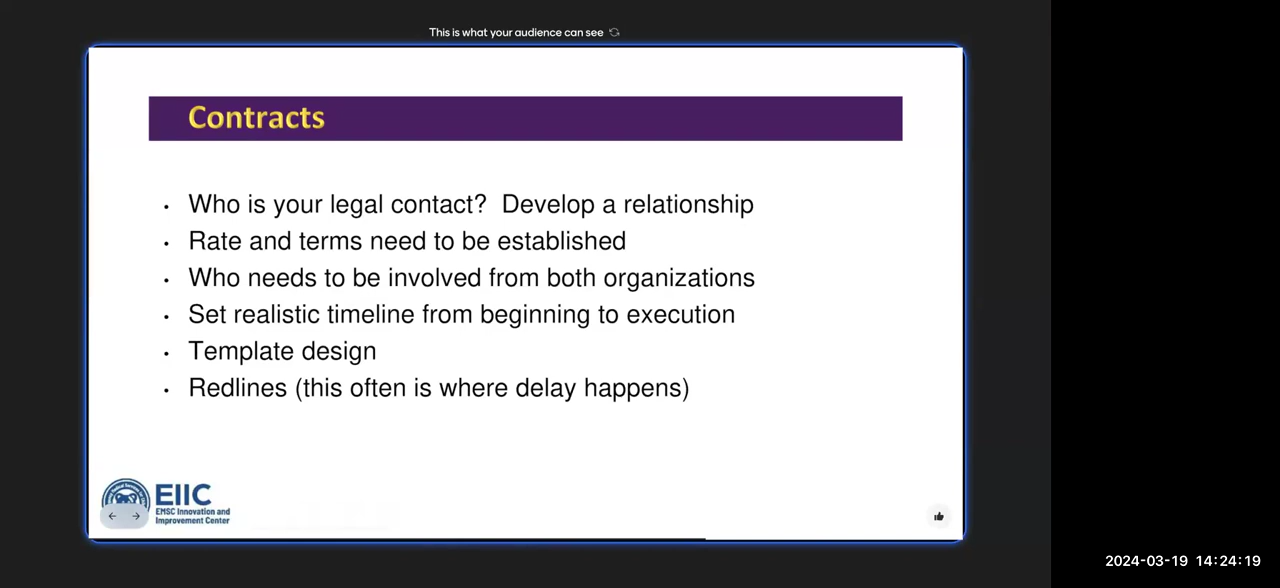 This is what your audience can see
Contracts
• Who is your legal contact?  Develop a relationship
• Rate and terms need to be established
• Who needs to be involved from both organizations
• Set realistic timeline from beginning to execution
• Template design
• Redlines (this often is where delay happens)
EIIC
EMSC Innovation and
Improvement Center
2024-03-19 14:24:19